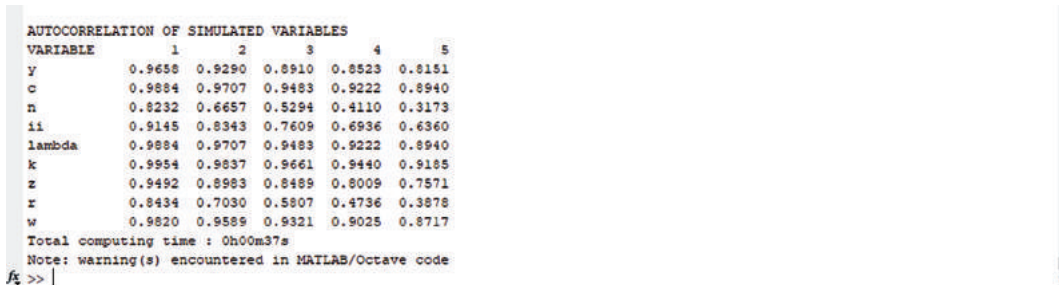 AUTOCORRELATION OF SIMULATED VARIABLES
VARIABLE 1 2 3 4 5
y 0.9658 0.9290 0.8910 0.8523 0.8151
c 0.9884 0.9707 0.9483 0.9222 0.8940
n 0.8232 0.6657 0.5294 0.4110 0.3173
ii 0.9145 0.8343 0.7609 0.6936 0.6360
lambda 0.9884 0.9707 0.9483 0.9222 0.8940
k 0.9954 0.9837 0.9661 0.9440 0.9185
z 0.9492 0.8983 0.8489 0.8009 0.7571
r 0.8434 0.7030 0.5807 0.4736 0.3878
w 0.9820 0.9589 0.9321 0.9025 0.8717
Total computing time : 0h00m37s
Note: warning(s) encountered in MATLAB/Octave code
fx >>